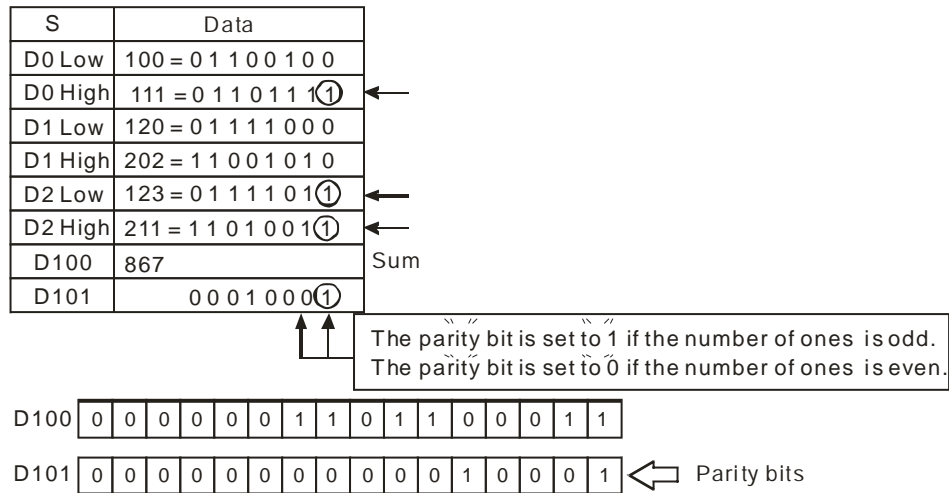 S Data
D0 Low 100 = 0 1 1 0 0 1 0 0
D0 High 111 = 0 1 1 0 1 1 1 1
D1 Low 120 = 0 1 1 1 1 0 0 0
D1 High 202 = 1 1 0 0 1 0 1 0
D2 Low 123 = 0 1 1 1 1 0 1 1
D2 High 211 = 1 1 0 1 0 0 1 1
D100 867 Sum
D101 0 0 0 1 0 0 0 1
The parity bit is set to 1 if the number of ones is odd.
The parity bit is set to 0 if the number of ones is even.
D100 0 0 0 0 0 0 1 1 0 1 1 0 0 0 1 1
D101 0 0 0 0 0 0 0 0 0 0 0 1 0 0 0 1 Parity bits